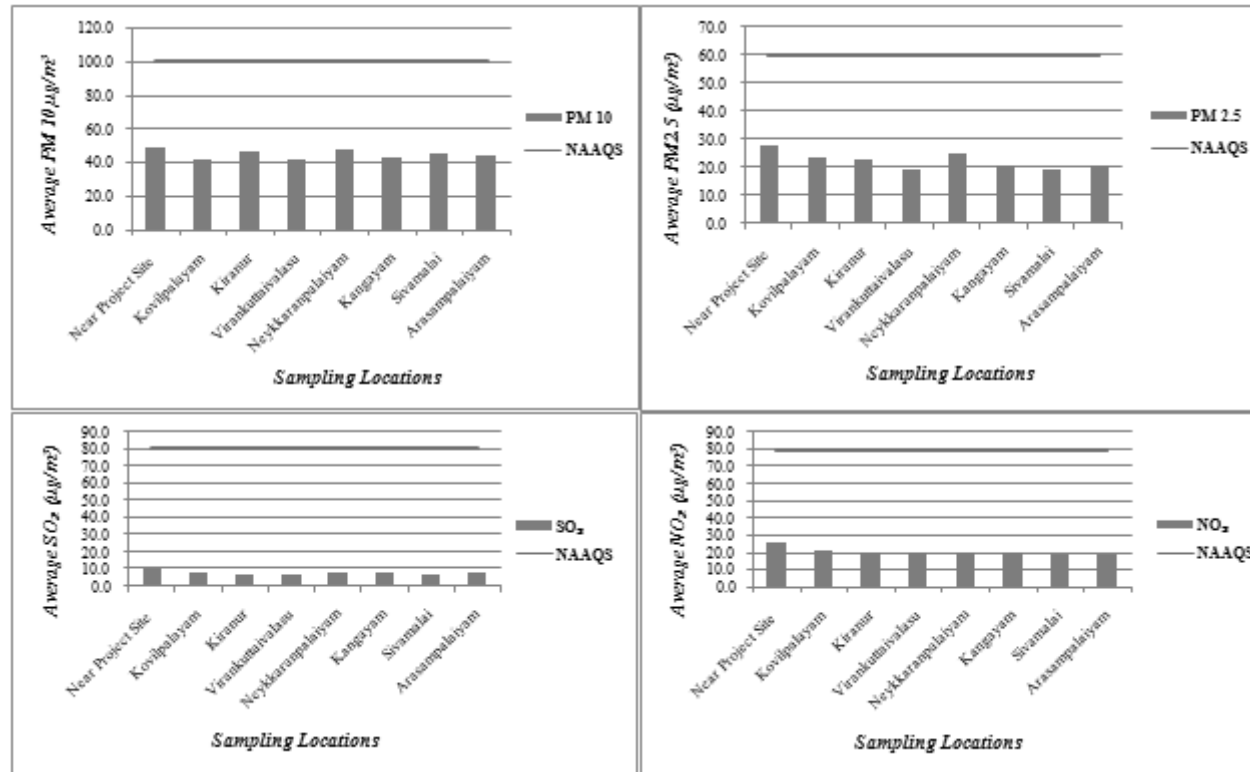 Average PM 10 µg/m³
120.0
100.0
80.0
60.0
40.0
20.0
0.0
Near Project Site
Kovilpalayam
Kiranur
Virankuttaivalasu
Neykkaranpalaiyam
Kangayam
Sivamalai
Arasampalaiyam
Sampling Locations
PM 10
NAAQS
Average PM2.5 (µg/m³)
70.0
60.0
50.0
40.0
30.0
20.0
10.0
0.0
Near Project Site
Kovilpalayam
Kiranur
Virankuttaivalasu
Neykkaranpalaiyam
Kangayam
Sivamalai
Arasampalaiyam
Sampling Locations
PM 2.5
NAAQS
Average SO₂ (µg/m³)
90.0
80.0
70.0
60.0
50.0
40.0
30.0
20.0
10.0
0.0
Near Project Site
Kovilpalayam
Kiranur
Virankuttaivalasu
Neykkaranpalaiyam
Kangayam
Sivamalai
Arasampalaiyam
Sampling Locations
SO₂
NAAQS
Average NO₂ (µg/m³)
90.0
80.0
70.0
60.0
50.0
40.0
30.0
20.0
10.0
0.0
Near Project Site
Kovilpalayam
Kiranur
Virankuttaivalasu
Neykkaranpalaiyam
Kangayam
Sivamalai
Arasampalaiyam
Sampling Locations
NO₂
NAAQS